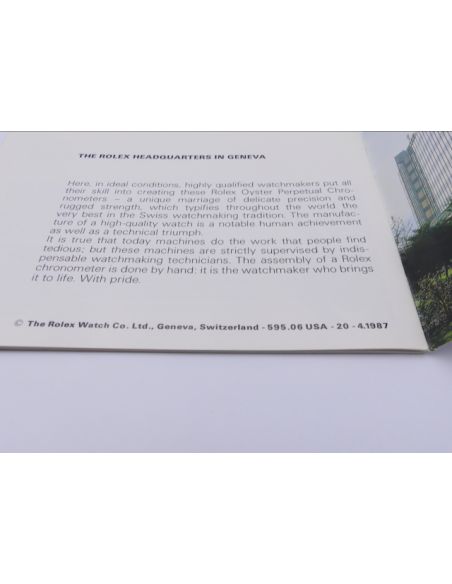 THE ROLEX HEADQUARTERS IN GENEVA
Here, in ideal conditions, highly qualified watchmakers put all
their skill into creating these Rolex Oyster Perpetual Chro-
nometers – a unique marriage of delicate precision and
rugged strength, which typifies throughout the world the
very best in the Swiss watchmaking tradition. The manufac-
ture of a high-quality watch is a notable human achievement
as well as a technical triumph.
It is true that today machines do the work that people find
tedious; but these machines are strictly supervised by indis-
pensable watchmaking technicians. The assembly of a Rolex
chronometer is done by hand: it is the watchmaker who brings
it to life. With pride.
© The Rolex Watch Co. Ltd., Geneva, Switzerland - 595.06 USA - 20 - 4.1987